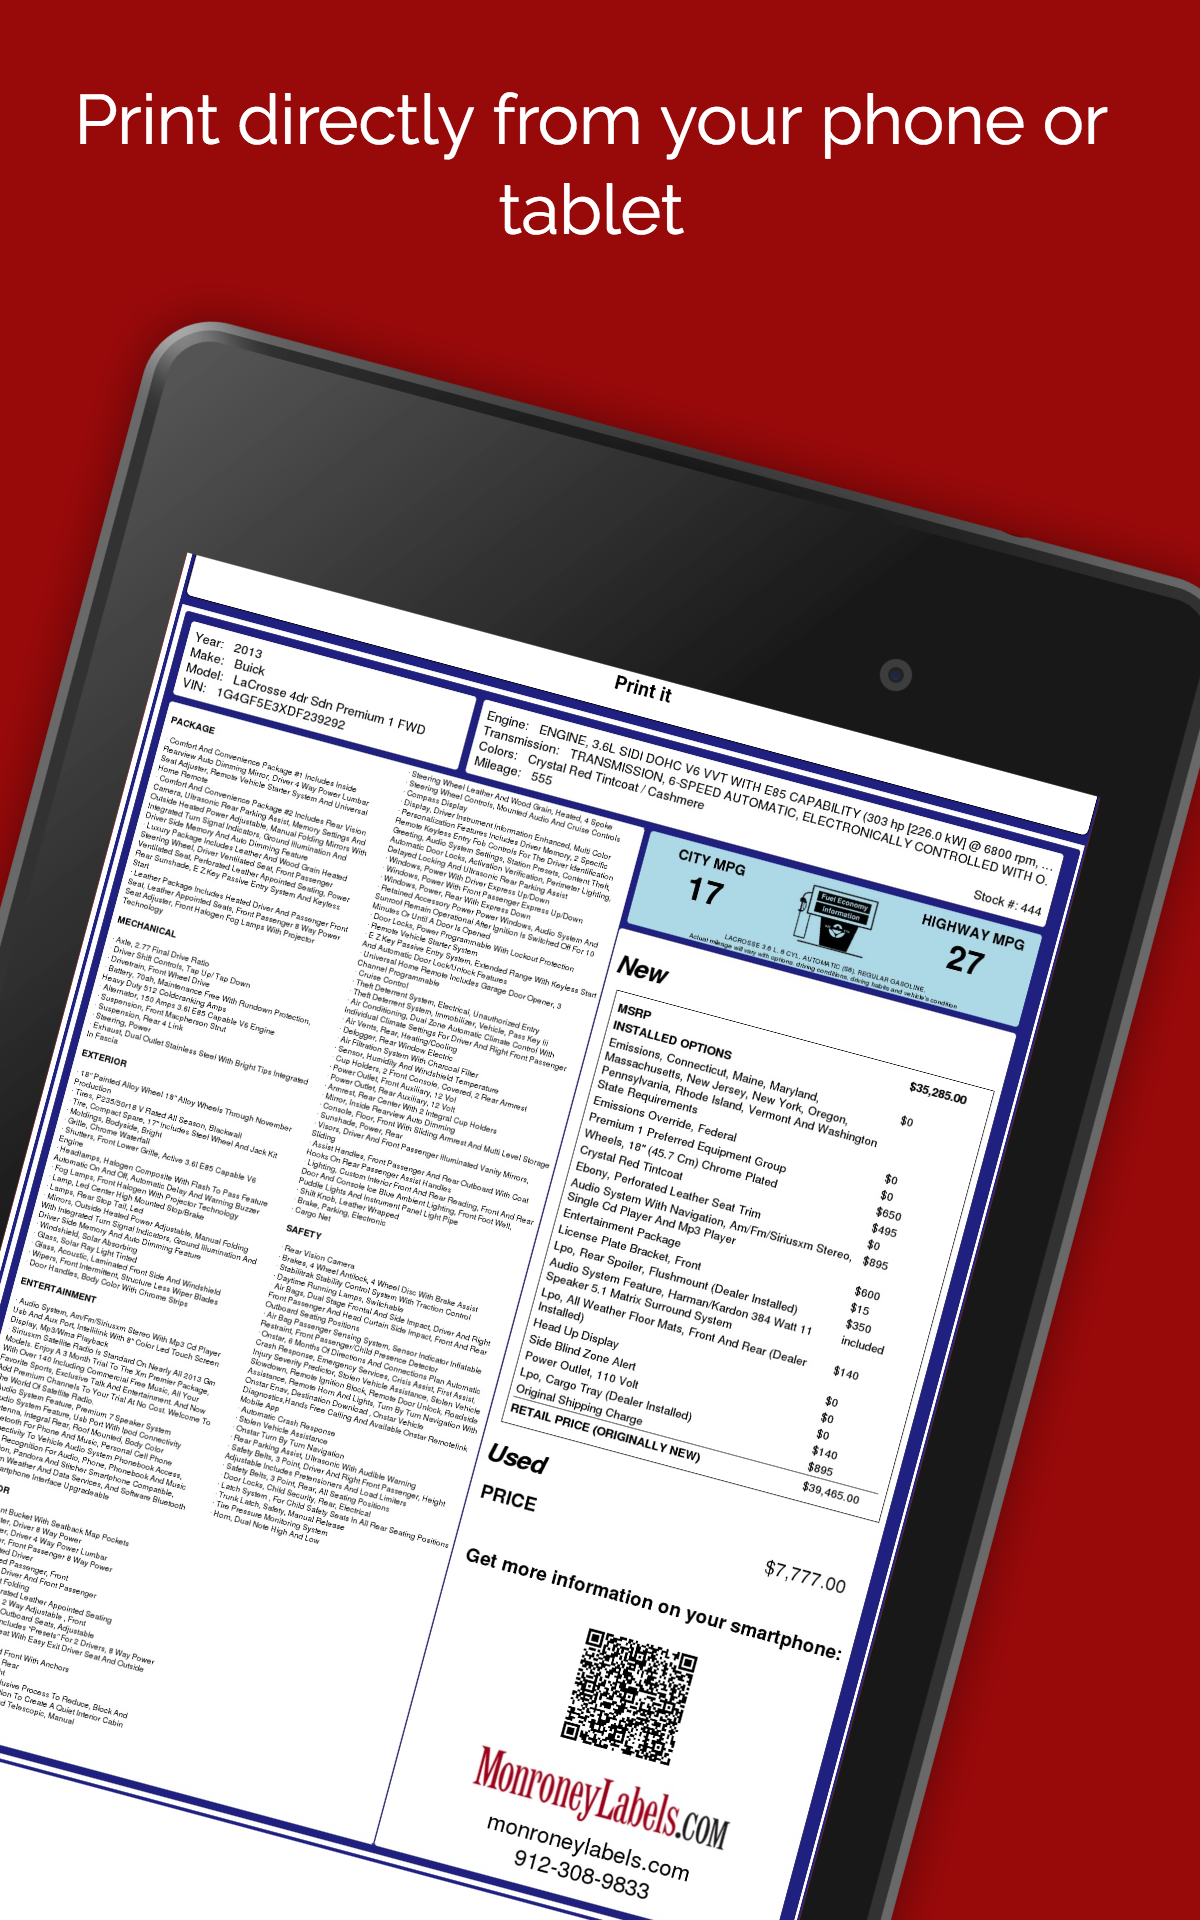 Print directly from your phone or
tablet
Print it
Year: 2013
Make: Buick
Model: LaCrosse 4dr Sdn Premium 1 FWD
VIN: 1G4GF5E3XDF239292
Engine: ENGINE, 3.6L SIDI DOHC V6 VVT WITH E85 CAPABILITY (303 hp [226.0 kW] @ 6800 rpm, ...
Transmission: TRANSMISSION, 6-SPEED AUTOMATIC, ELECTRONICALLY CONTROLLED WITH O.
Colors: Crystal Red Tintcoat / Cashmere
Mileage: 555
Stock #: 444
PACKAGE
· Comfort And Convenience Package #1 Includes Inside
Rearview Auto Dimming Mirror, Driver 4 Way Power Lumbar
Seat Adjuster, Remote Vehicle Starter System And Universal
Home Remote
· Comfort And Convenience Package #2 Includes Rear Vision
Camera, Ultrasonic Rear Parking Assist, Memory Settings And
Outside Heated Power Adjustable, Manual Folding Mirrors With
Integrated Turn Signal Indicators, Ground Illumination And
Driver Side Memory And Auto Dimming Feature
· Luxury Package Includes Leather And Wood Grain Heated
Steering Wheel, Driver Ventilated Seat, Front Passenger
Ventilated Seat, Perforated Leather Appointed Seating, Power
Rear Sunshade, E Z Key Passive Entry System And Keyless
Start
· Leather Package Includes Heated Driver And Passenger Front
Seat, Leather Appointed Seats, Front Passenger 8 Way Power
Seat Adjuster, Front Halogen Fog Lamps With Projector
Technology
MECHANICAL
· Axle, 2.77 Final Drive Ratio
· Driver Shift Controls, Tap Up/ Tap Down
· Drivetrain, Front Wheel Drive
· Battery, 70ah, Maintenance Free With Rundown Protection,
Heavy Duty 512 Coldcranking Amps
· Alternator, 150 Amps 3.6l E85 Capable V6 Engine
· Suspension, Front Macpherson Strut
· Suspension, Rear 4 Link
· Steering, Power
· Exhaust, Dual Outlet Stainless Steel With Bright Tips Integrated
In Fascia
EXTERIOR
· 18" Painted Alloy Wheel 18" Alloy Wheels Through November
Production
· Tires, P235/50r18 V Rated All Season, Blackwall
· Tire, Compact Spare, 17" Includes Steel Wheel And Jack Kit
· Moldings, Bodyside, Bright
· Grille, Chrome Waterfall
· Shutters, Front Lower Grille, Active 3.6l E85 Capable V6
Engine
· Headlamps, Halogen Composite With Flash To Pass Feature
Automatic On And Off, Automatic Delay And Warning Buzzer
· Fog Lamps, Front Halogen With Projector Technology
· Lamp, Led Center High Mounted Stop/Brake
· Lamps, Rear Stop Tail, Led
· Mirrors, Outside Heated Power Adjustable, Manual Folding
With Integrated Turn Signal Indicators, Ground Illumination And
Driver Side Memory And Auto Dimming Feature
· Windshield, Solar Absorbing
· Glass, Solar Ray Light Tinted
· Glass, Acoustic, Laminated Front Side And Windshield
· Wipers, Front Intermittent, Structure Less Wiper Blades
· Door Handles, Body Color With Chrome Strips
ENTERTAINMENT
· Audio System, Am/Fm/Siriusxm Stereo With Mp3 Cd Player
Usb And Aux Port, Intellilink With 8" Color Led Touch Screen
Display, Mp3/Wma Playback
· Siriusxm Satellite Radio Is Standard On Nearly All 2013 Gm
Models. Enjoy A 3 Month Trial To The Xm Premier Package,
With Over 140 Including Commercial Free Music, All Your
Favorite Sports, Exclusive Talk And Entertainment. And Now
Add Premium Channels To Your Trial At No Cost. Welcome To
he World Of Satellite Radio.
udio System Feature, Premium 7 Speaker System
udio System Feature, Usb Port With Ipod Connectivity
tenna, Integral Rear, Roof Mounted, Body Color
etooth For Phone And Music, Personal Cell Phone
ectivity To Vehicle Audio System Phonebook Access,
Recognition For Audio, Phone, Phonebook And Music
on, Pandora And Stitcher Smartphone Compatible,
m Weather And Data Services, And Software Bluetooth
artphone Interface Upgradeable
OR
nt Bucket With Seatback Map Pockets
ter, Driver 8 Way Power
er, Driver 4 Way Power Lumbar
r, Front Passenger 8 Way Power
ted Driver
ed Passenger, Front
Driver And Front Passenger
t Folding
rated Leather Appointed Seating
2 Way Adjustable , Front
Outboard Seats, Adjustable
ncludes "Presets" For 2 Drivers, 8 Way Power
eat With Easy Exit Driver Seat And Outside
d Front With Anchors
Rear
ht
lusive Process To Reduce, Block And
tion To Create A Quiet Interior Cabin
d Telescopic, Manual
· Steering Wheel Leather And Wood Grain, Heated, 4 Spoke
· Steering Wheel Controls, Mounted Audio And Cruise Controls
· Compass Display
· Display, Driver Instrument Information Enhanced, Multi Color
· Personalization Features Includes Driver Memory, 2 Specific
Remote Keyless Entry Fob Controls For The Driver Identification
Greeting, Audio System Settings, Station Presets, Content Theft,
Automatic Door Locks, Activation Verification, Perimeter Lighting,
Delayed Locking And Ultrasonic Rear Parking Assist
· Windows, Power With Driver Express Up/Down
· Windows, Power With Front Passenger Express Up/Down
· Windows, Power, Rear With Express Down
· Retained Accessory Power Power Windows, Audio System And
Sunroof Remain Operational After Ignition Is Switched Off For 10
Minutes Or Until A Door Is Opened
· Door Locks, Power Programmable With Lockout Protection
· Remote Vehicle Starter System
· E Z Key Passive Entry System, Extended Range With Keyless Start
And Automatic Door Lock/Unlock Features
· Universal Home Remote Includes Garage Door Opener, 3
Channel Programmable
· Cruise Control
· Theft Deterrent System, Electrical, Unauthorized Entry
· Theft Deterrent System, Immobilizer, Vehicle, Pass Key Iii
· Air Conditioning, Dual Zone Automatic Climate Control With
Individual Climate Settings For Driver And Right Front Passenger
· Air Vents, Rear, Heating/Cooling
· Defogger, Rear Window Electric
· Air Filtration System With Charcoal Filter
· Sensor, Humidity And Windshield Temperature
· Cup Holders, 2 Front Console, Covered, 2 Rear Armrest
· Power Outlet, Front Auxiliary, 12 Vol
· Power Outlet, Rear Auxiliary, 12 Volt
· Armrest, Rear Center With 2 Integral Cup Holders
· Mirror, Inside Rearview Auto Dimming
· Console, Floor, Front With Sliding Armrest And Multi Level Storage
· Sunshade, Power, Rear
· Visors, Driver And Front Passenger Illuminated Vanity Mirrors,
Sliding
· Assist Handles, Front Passenger And Rear Outboard With Coat
Hooks On Rear Passenger Assist Handles
· Lighting, Custom Interior Front And Rear Reading, Front And Rear
Door And Console Ice Blue Ambient Lighting, Front Foot Well,
Puddle Lights And Instrument Panel Light Pipe
· Shift Knob, Leather Wrapped
· Brake, Parking, Electronic
· Cargo Net
SAFETY
· Rear Vision Camera
· Brakes, 4 Wheel Antilock, 4 Wheel Disc With Brake Assist
· Stabilitrak Stability Control System With Traction Control
· Daytime Running Lamps, Switchable
· Air Bags, Dual Stage Frontal And Side Impact, Driver And Right
Front Passenger And Head Curtain Side Impact, Front And Rear
Outboard Seating Positions
· Air Bag Passenger Sensing System, Sensor Indicator Inflatable
Restraint, Front Passenger/Child Presence Detector
· Onstar, 6 Months Of Directions And Connections Plan Automatic
Crash Response, Emergency Services, Crisis Assist, First Assist,
Injury Severity Predictor, Stolen Vehicle Assistance, Stolen Vehicle
Slowdown, Remote Ignition Block, Remote Door Unlock, Roadside
Assistance, Remote Horn And Lights, Turn By Turn Navigation With
Onstar Enav, Destination Download , Onstar Vehicle
Diagnostics,Hands Free Calling And Available Onstar Remotelink
Mobile App
· Automatic Crash Response
· Stolen Vehicle Assistance
· Onstar Turn By Turn Navigation
· Rear Parking Assist, Ultrasonic With Audible Warning
· Safety Belts, 3 Point, Driver And Right Front Passenger, Height
Adjustable Includes Pretensioners And Load Limiters
· Safety Belts, 3 Point, Rear, All Seating Positions
· Door Locks, Child Security, Rear, Electrical
· Latch System , For Child Safety Seats In All Rear Seating Positions
· Trunk Latch, Safety, Manual Release
· Tire Pressure Monitoring System
· Horn, Dual Note High And Low
CITY MPG
17
Fuel Economy
Information
HIGHWAY MPG
27
LACROSSE 3.6 L, 6 CYL, AUTOMATIC (S6), REGULAR GASOLINE.
Actual mileage will vary with options, driving conditions, driving habits and vehicle's condition
New
MSRP $35,285.00
INSTALLED OPTIONS
Emissions, Connecticut, Maine, Maryland,
Massachusetts, New Jersey, New York, Oregon,
Pennsylvania, Rhode Island, Vermont And Washington
State Requirements $0
Emissions Override, Federal $0
Premium 1 Preferred Equipment Group $0
Wheels, 18" (45.7 Cm) Chrome Plated $650
Crystal Red Tintcoat $495
Ebony, Perforated Leather Seat Trim $0
Audio System With Navigation, Am/Fm/Siriusxm Stereo,
Single Cd Player And Mp3 Player $895
Entertainment Package
License Plate Bracket, Front $600
Lpo, Rear Spoiler, Flushmount (Dealer Installed) $15
Audio System Feature, Harman/Kardon 384 Watt 11 $350
Speaker 5.1 Matrix Surround System included
Lpo, All Weather Floor Mats, Front And Rear (Dealer
Installed) $140
Head Up Display $0
Side Blind Zone Alert $0
Power Outlet, 110 Volt $0
Lpo, Cargo Tray (Dealer Installed) $140
Original Shipping Charge $895
RETAIL PRICE (ORIGINALLY NEW) $39,465.00
Used
PRICE
$7,777.00
Get more information on your smartphone:
MonroneyLabels.COM
monroneylabels.com
912-308-9833